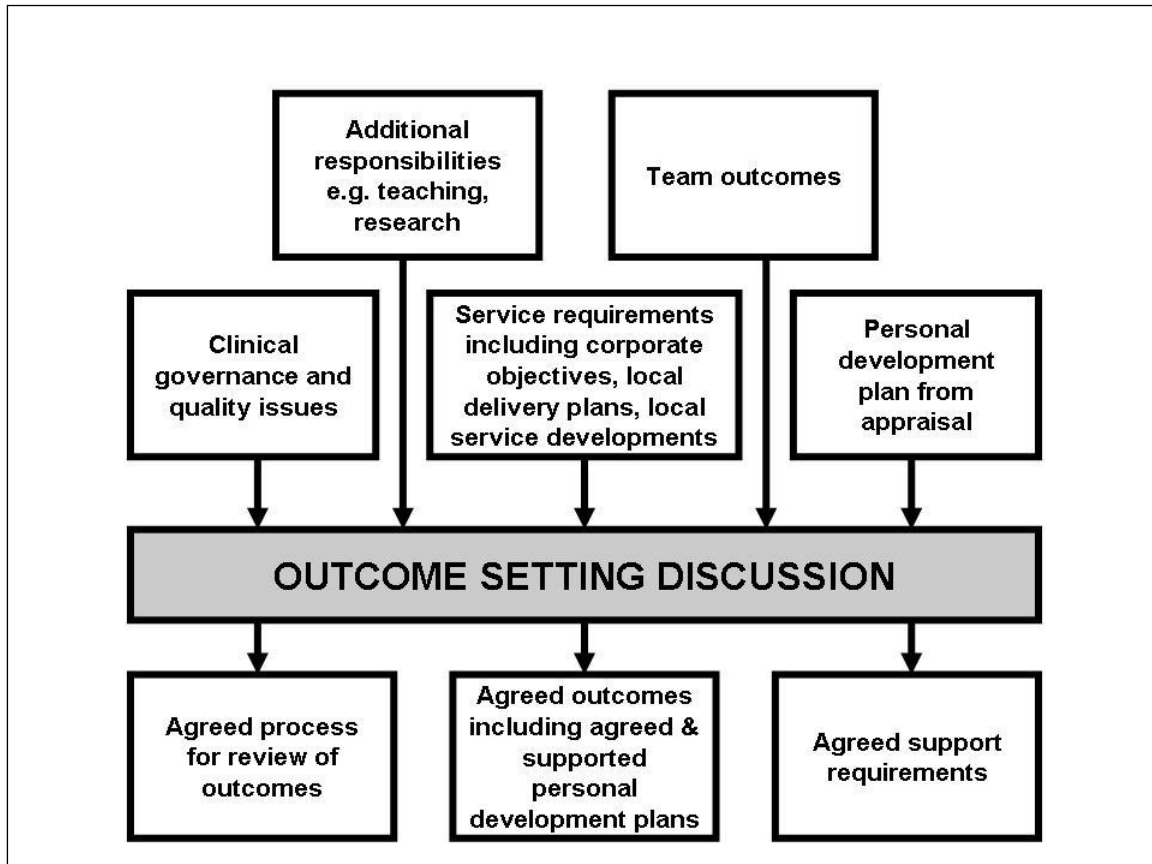 Additional
responsibilities
e.g. teaching,
research
Team outcomes
Clinical
governance and
quality issues
Service requirements
including corporate
objectives, local
delivery plans, local
service developments
Personal
development
plan from
appraisal
OUTCOME SETTING DISCUSSION
Agreed process
for review of
outcomes
Agreed outcomes
including agreed &
supported
personal
development plans
Agreed support
requirements